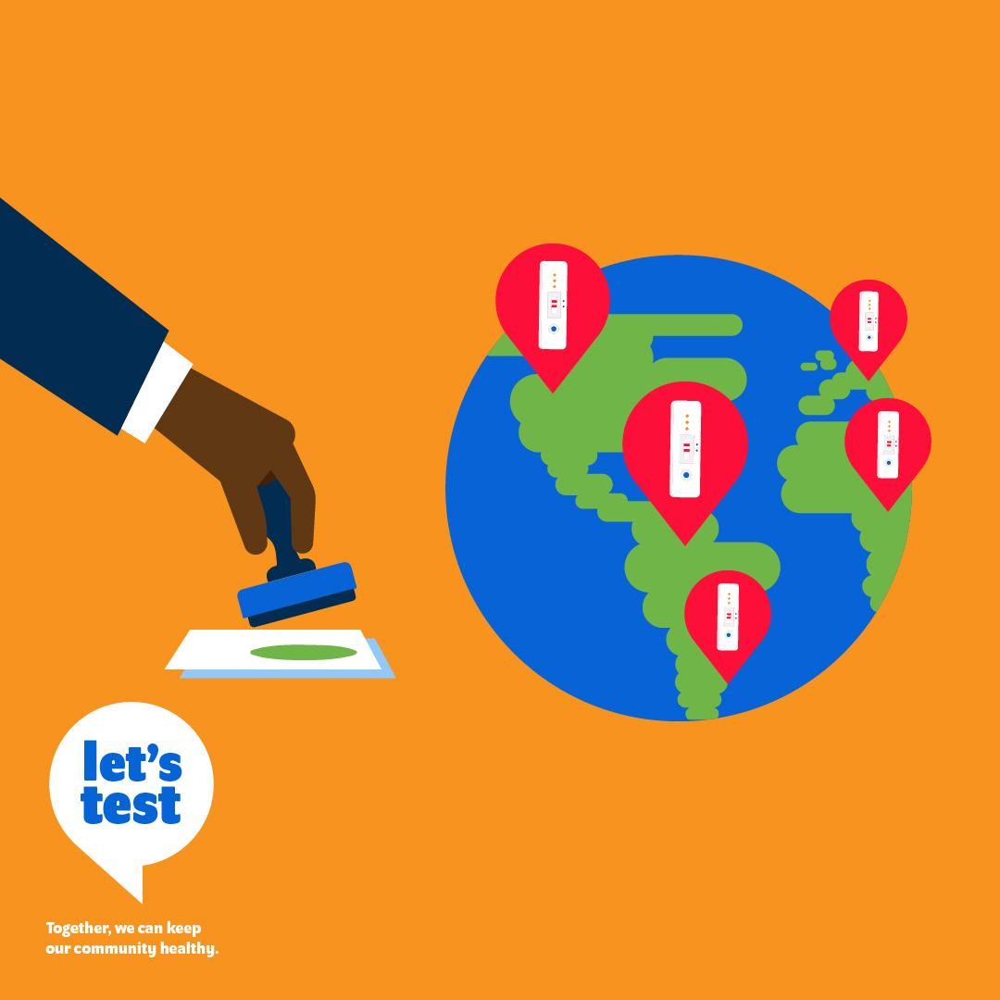 let's
test
Together, we can keep
our community healthy.